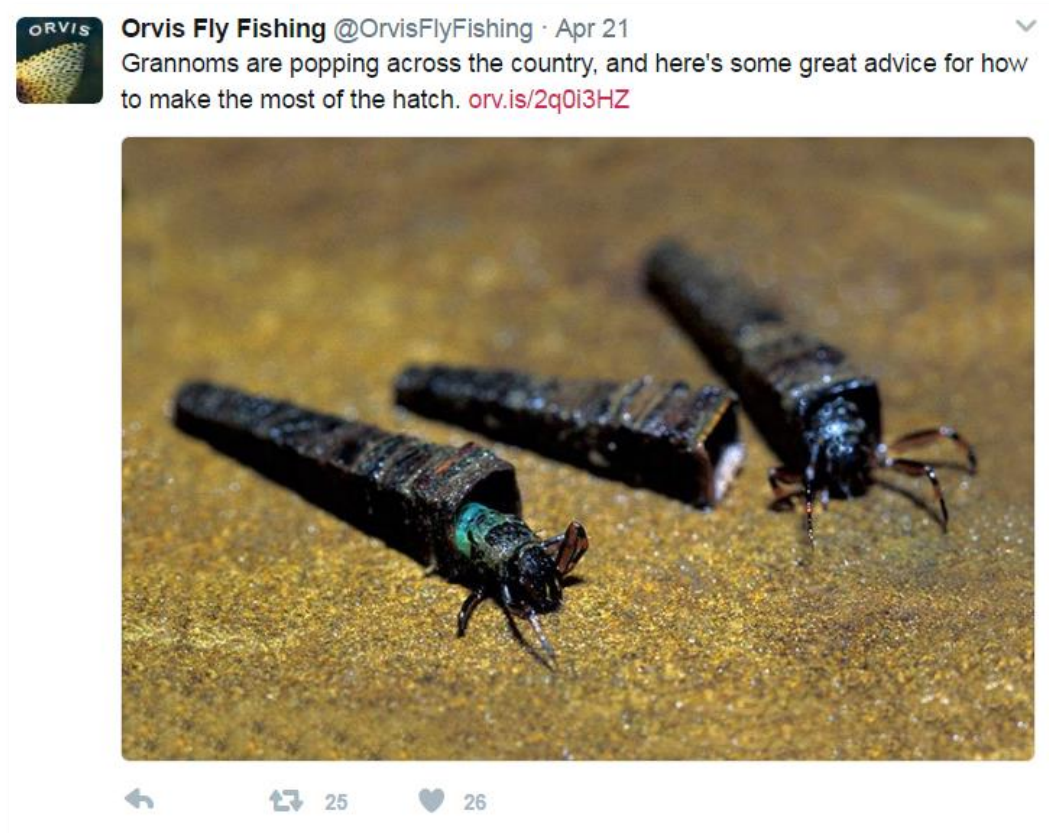 ORVIS
Orvis Fly Fishing @OrvisFlyFishing · Apr 21
Grannoms are popping across the country, and here's some great advice for how
to make the most of the hatch. orv.is/2q0i3HZ
25 26